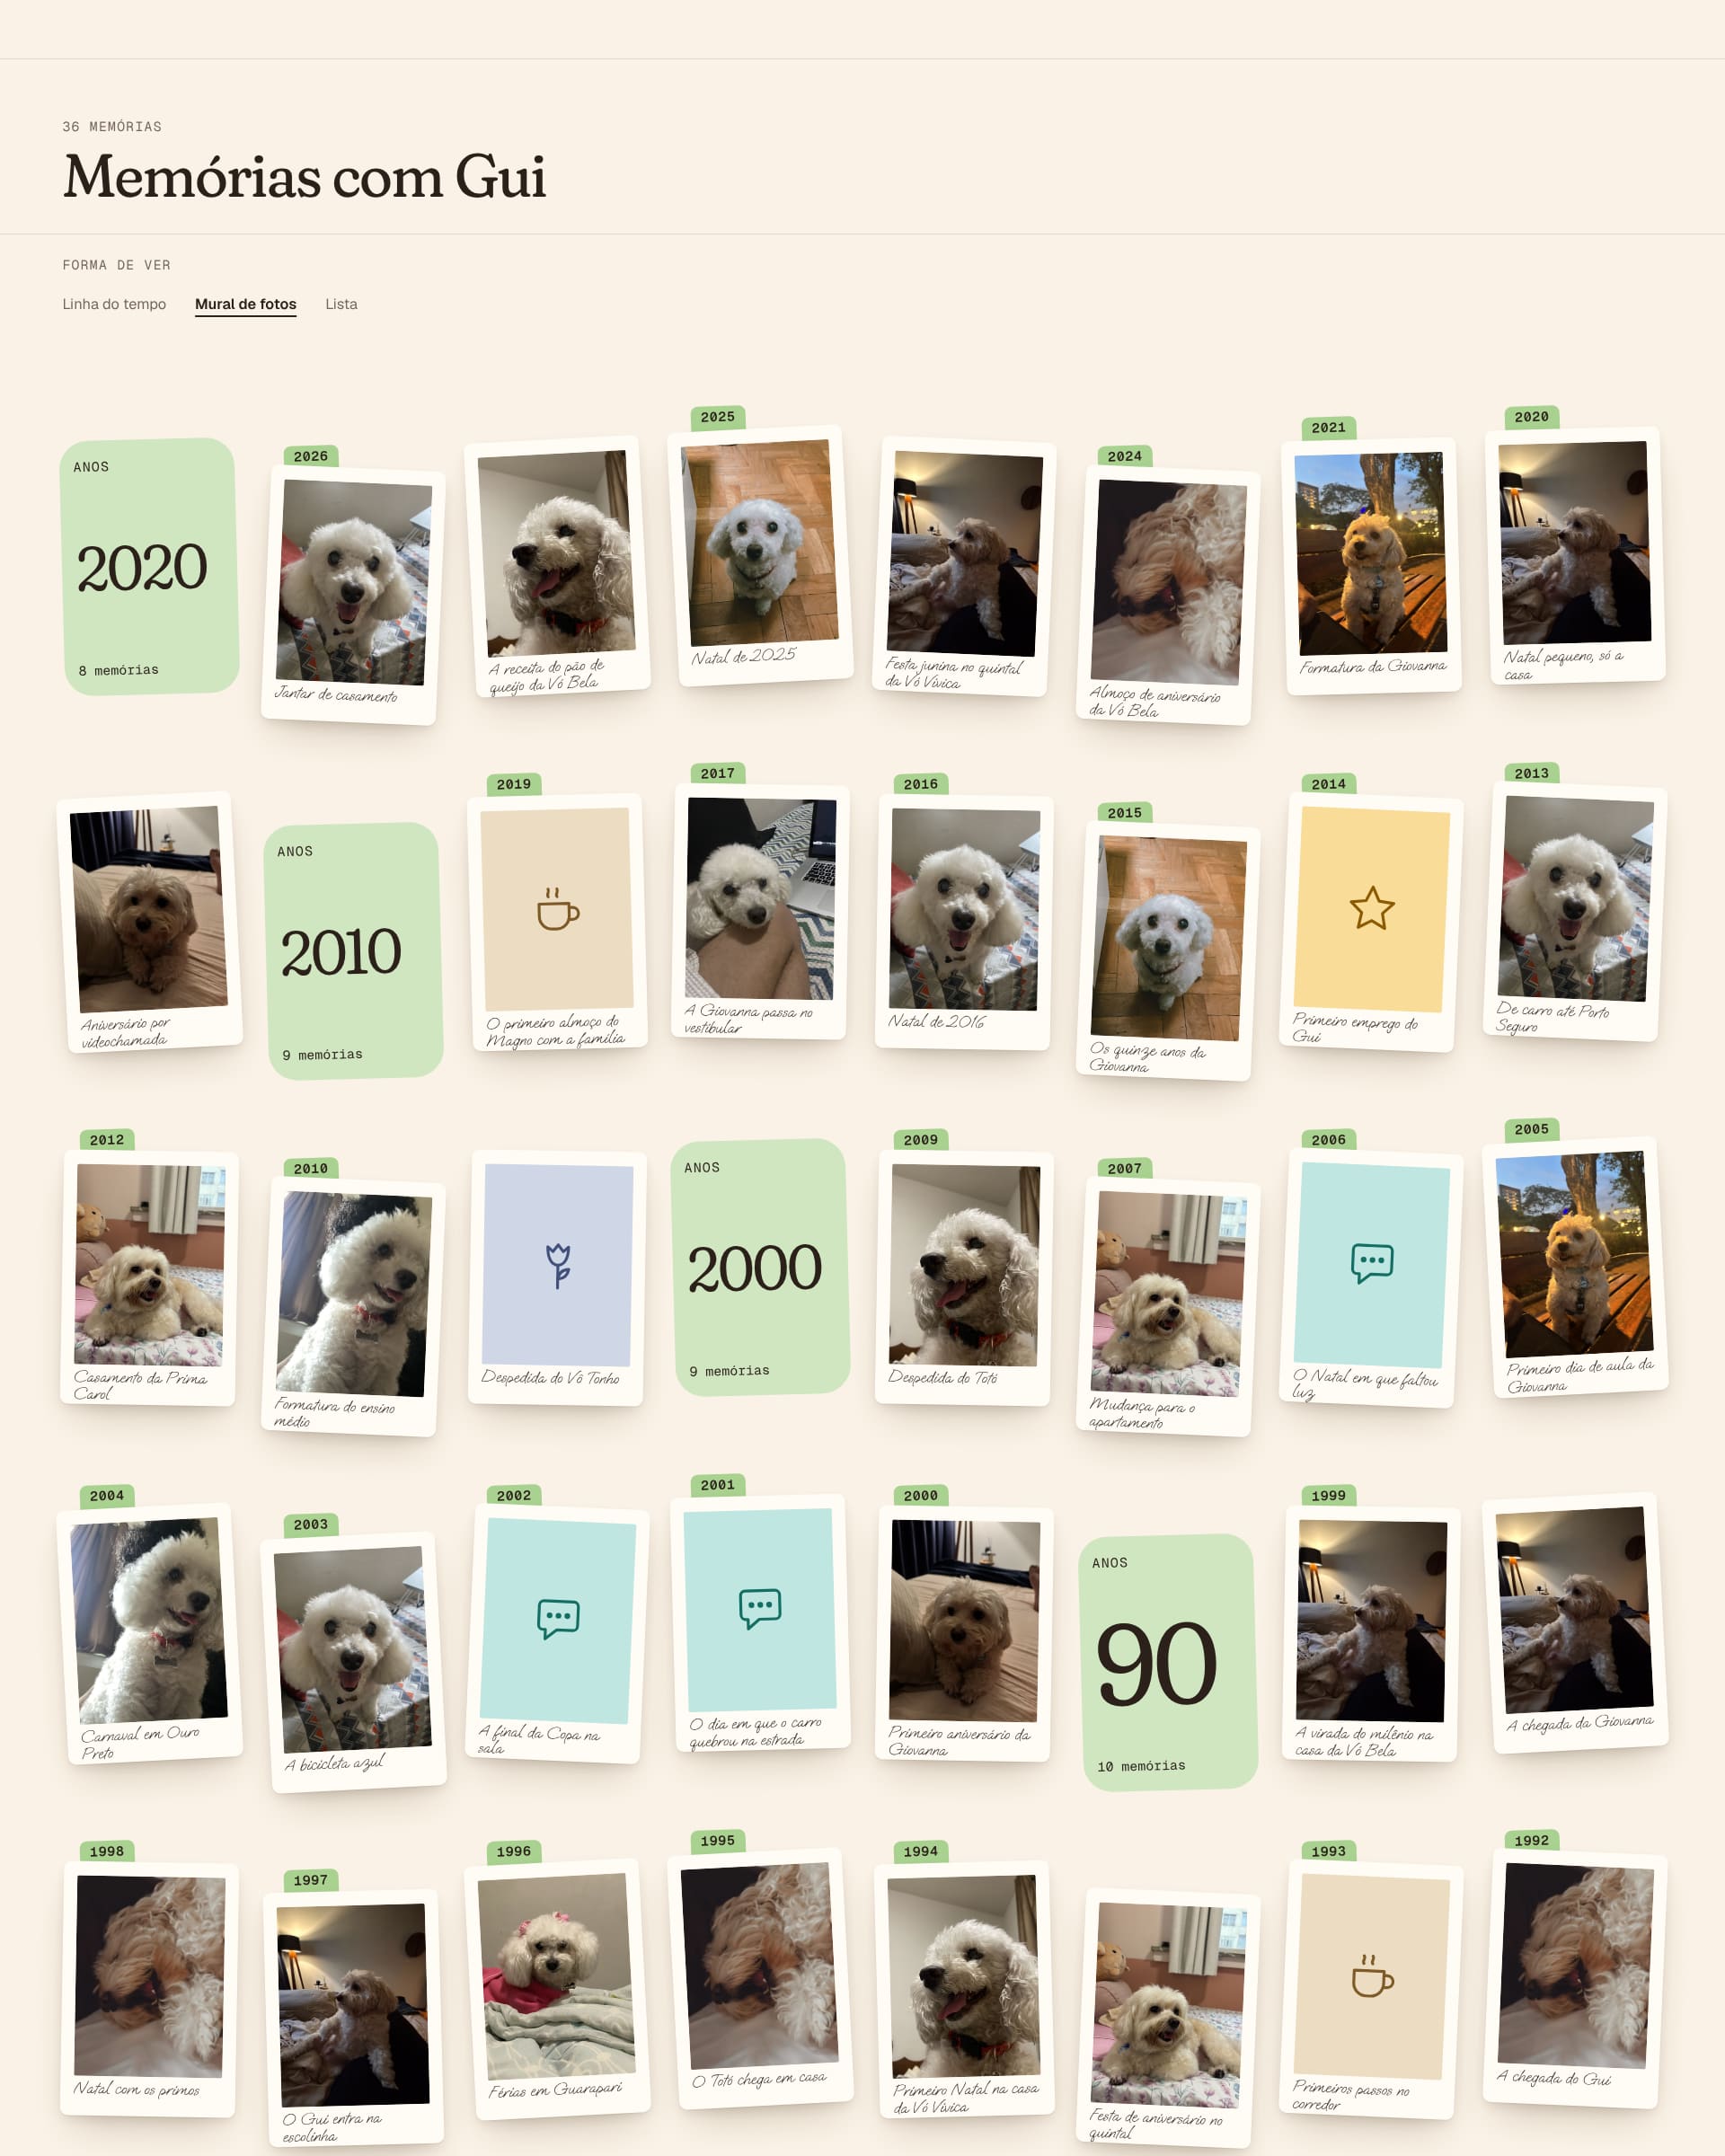 36 MEMÓRIAS
Memórias com Gui
FORMA DE VER
Linha do tempo
Mural de fotos
Lista
ANOS
2020
8 memórias
2026
Jantar de casamento
A receita do pão de
queijo da Vó Bela
2025
Natal de 2025
Festa junina no quintal
da Vó Vivica
2024
Almoço de aniversário
da Vó Bela
2021
Formatura da Giovanna
2020
Natal pequeno, só a
casa
Aniversário por
videochamada
ANOS
2010
9 memórias
2019
O primeiro almoço do
Magno com a família
2017
A Giovanna passa no
vestibular
2016
Natal de 2016
2015
Os quinze anos da
Giovanna
2014
Primeiro emprego do
Gui
2013
De carro até Porto
Seguro
2012
Casamento da Prima
Carol
2010
Formatura do ensino
médio
Despedida do Vô Tonho
ANOS
2000
9 memórias
2009
Despedida do Totó
2007
Mudança para o
apartamento
2006
O Natal em que faltou
luz
2005
Primeiro dia de aula da
Giovanna
2004
Carnaval em Ouro
Preto
2003
A bicicleta azul
2002
A final da Copa na
sala
2001
O dia em que o carro
quebrou na estrada
2000
Primeiro aniversário da
Giovanna
ANOS
90
10 memórias
1999
A virada do milênio na
casa da Vó Bela
A chegada da Giovanna
1998
Natal com os primos
1997
O Gui entra na
escolinha
1996
Férias em Guarapari
1995
O Totó chega em casa
1994
Primeiro Natal na casa
da Vó Vivica
Festa de aniversário no
quintal
1993
Primeiros passos no
corredor
1992
A chegada do Gui